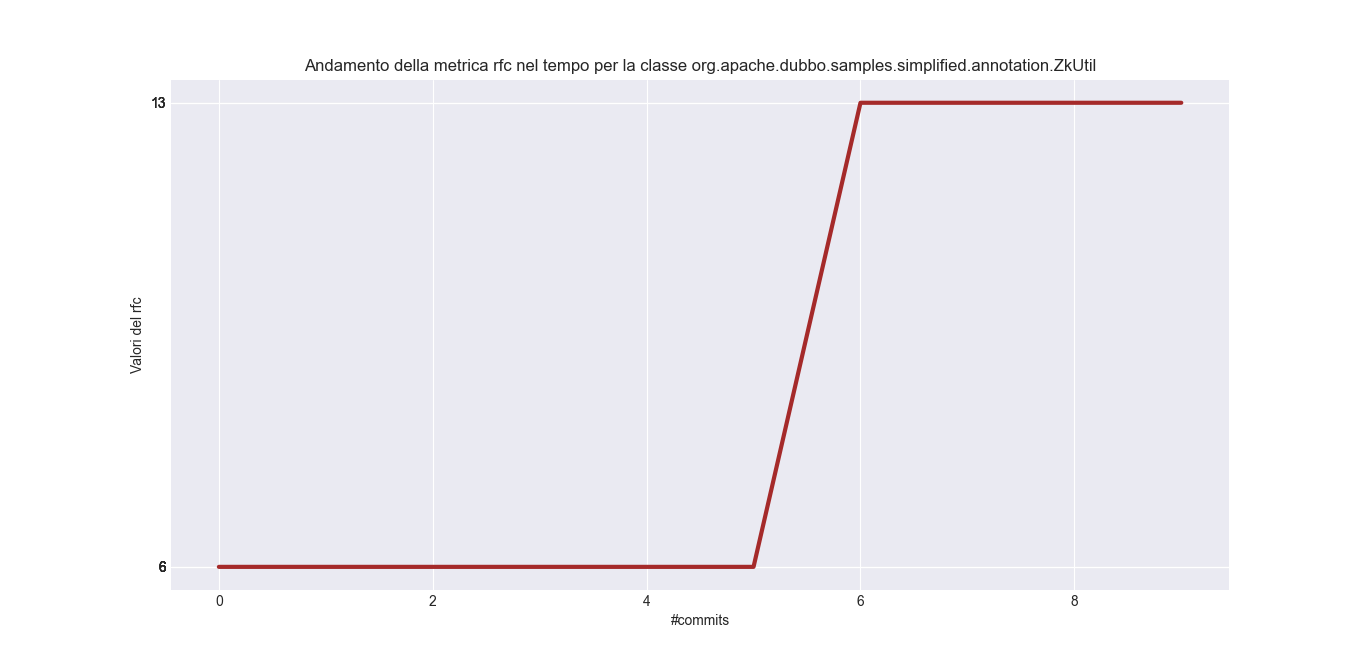 Andamento della metrica rfc nel tempo per la classe org.apache.dubbo.samples.simplified.annotation.ZkUtil
13
Valori del rfc
6
0 2 4 6 8
#commits